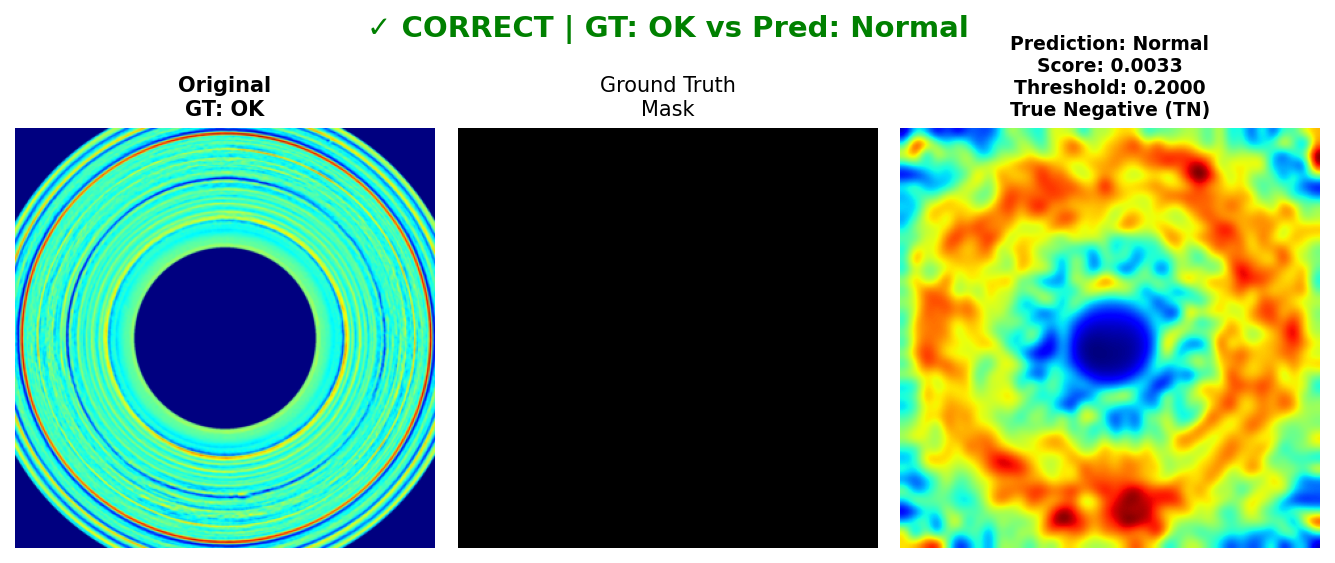 ✓ CORRECT | GT: OK vs Pred: Normal
Original
GT: OK
Ground Truth
Mask
Prediction: Normal
Score: 0.0033
Threshold: 0.2000
True Negative (TN)